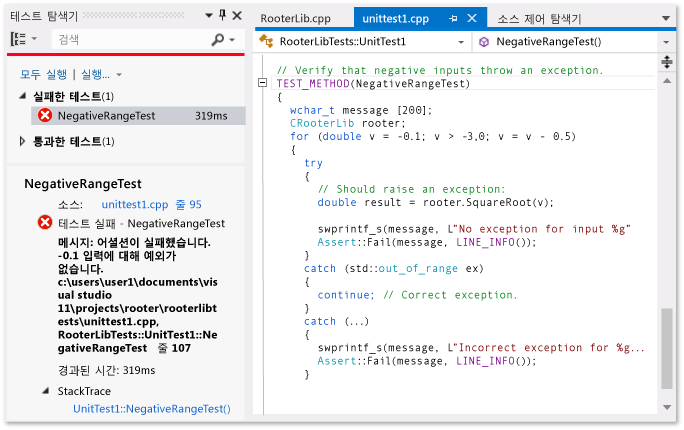 테스트 탐색기
검색
모두 실행 | 실행...
실패한 테스트(1)
NegativeRangeTest 319ms
통과한 테스트(1)
NegativeRangeTest
소스: unittest1.cpp 줄 95
테스트 실패 - NegativeRangeTest
메시지: 어설션이 실패했습니다.
-0.1 입력에 대해 예외가
없습니다.
c:\users\user1\documents\vis
ual studio
11\projects\rooter\rooterlibt
ests\unittest1.cpp,
RooterLibTests::UnitTest1::Ne
gativeRangeTest 줄 107
경과된 시간: 319ms
StackTrace
UnitTest1::NegativeRangeTest()
RooterLib.cpp unittest1.cpp 소스 제어 탐색기
RooterLibTests::UnitTest1 NegativeRangeTest()
// Verify that negative inputs throw an exception.
TEST_METHOD(NegativeRangeTest)
{
wchar_t message [200];
CRooterLib rooter;
for (double v = -0.1; v > -3,0; v = v - 0.5)
{
try
{
// Should raise an exception:
double result = rooter.SquareRoot(v);
swprintf_s(message, L"No exception for input %g"
Assert::Fail(message, LINE_INFO());
}
catch (std::out_of_range ex)
{
continue; // Correct exception.
}
catch (...)
{
swprintf_s(message, L"Incorrect exception for %g...
Assert::Fail(message, LINE_INFO());
}